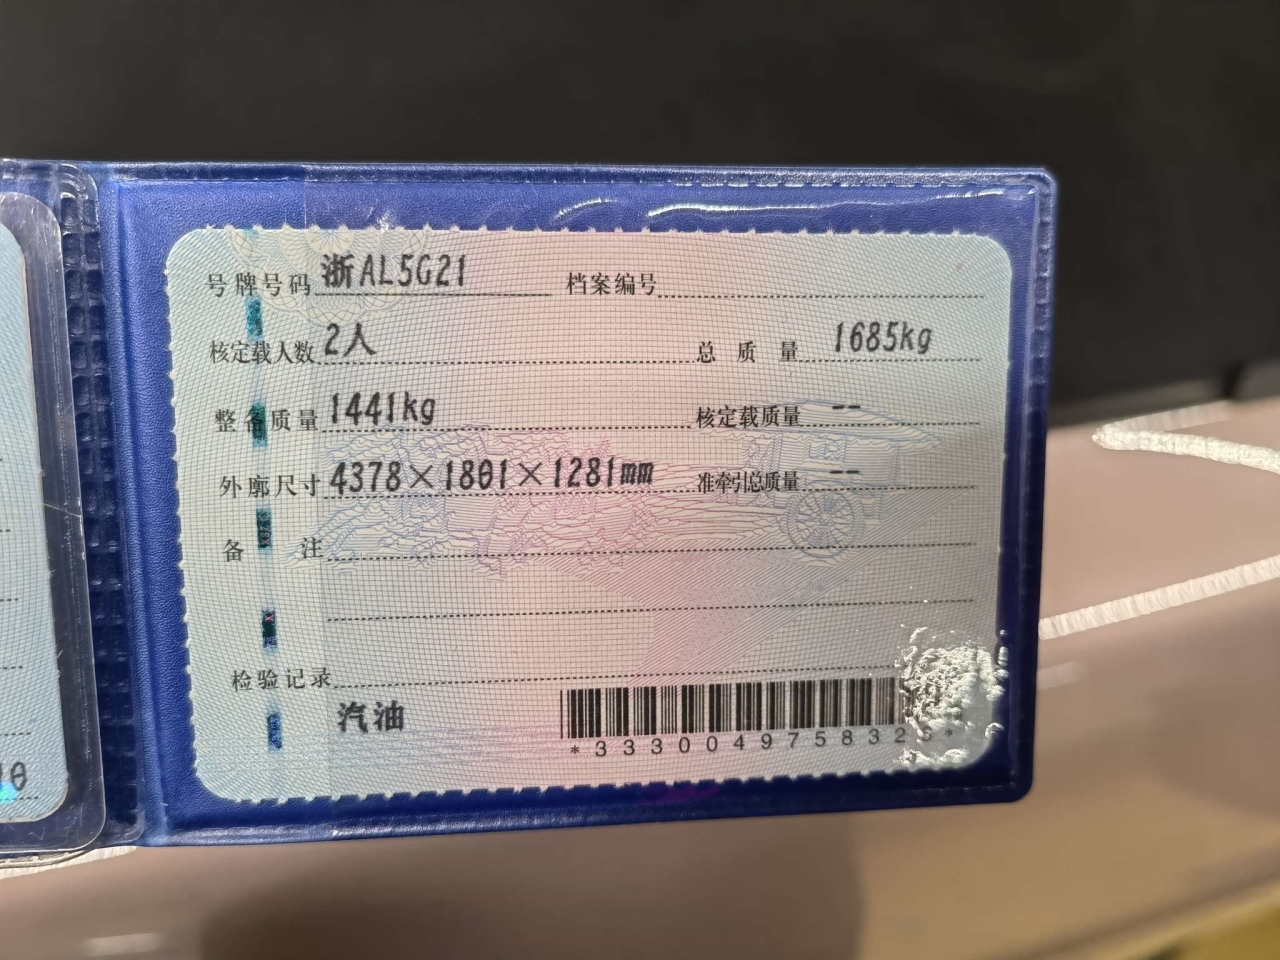 号牌号码 浙AL5G21 档案编号
核定载人数 2人 总质量 1685kg
整备质量 1441kg 核定载质量 --
外廓尺寸 4378×1801×1281mm 准牵引总质量 --
备注
检验记录
汽油
*333004975832